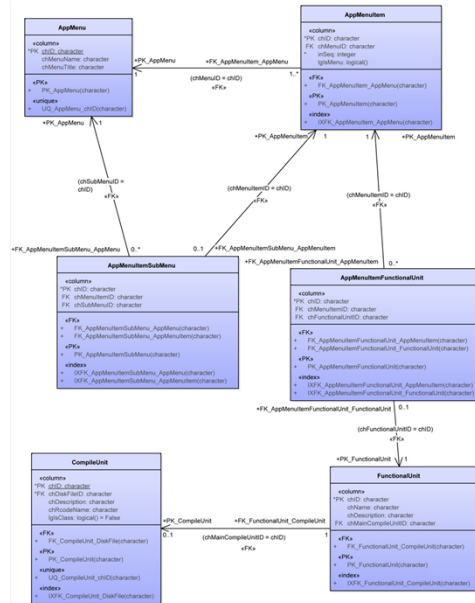 AppMenu
«column»
*PK chID: character
chMenuName: character
chMenuTitle: character
«PK»
+ PK_AppMenu(character)
«unique»
+ UQ_AppMenu_chID(character)
AppMenuItem
«column»
*PK chID: character
FK chMenuID: character
* inSeq: integer
lgIsMenu: logical()
«FK»
+ FK_AppMenuItem_AppMenu(character)
«PK»
+ PK_AppMenuItem(character)
«index»
+ IXFK_AppMenuItem_AppMenu(character)
+PK_AppMenu
+FK_AppMenuItem_AppMenu
1
(chMenuID = chID)
1..*
«FK»
+PK_AppMenu
1
+PK_AppMenuItem
1
1
+PK_AppMenuItem
(chSubMenuID =
chID)
«FK»
(chMenuItemID = chID)
«FK»
(chMenuItemID = chID)
«FK»
+FK_AppMenuItemSubMenu_AppMenu
0..*
0..1
+FK_AppMenuItemSubMenu_AppMenuItem
+FK_AppMenuItemFunctionalUnit_AppMenuItem
0..*
AppMenuItemSubMenu
«column»
*PK chID: character
FK chMenuItemID: character
FK chSubMenuID: character
«FK»
+ FK_AppMenuItemSubMenu_AppMenu(character)
+ FK_AppMenuItemSubMenu_AppMenuItem(character)
«PK»
+ PK_AppMenuItemSubMenu(character)
«index»
+ IXFK_AppMenuItemSubMenu_AppMenu(character)
+ IXFK_AppMenuItemSubMenu_AppMenuItem(character)
AppMenuItemFunctionalUnit
«column»
*PK chID: character
FK chMenuItemID: character
FK chFunctionalUnitID: character
«FK»
+ FK_AppMenuItemFunctionalUnit_AppMenuItem(character)
+ FK_AppMenuItemFunctionalUnit_FunctionalUnit(character)
«PK»
+ PK_AppMenuItemFunctionalUnit(character)
«index»
+ IXFK_AppMenuItemFunctionalUnit_AppMenuItem(character)
+ IXFK_AppMenuItemFunctionalUnit_FunctionalUnit(character)
+FK_AppMenuItemFunctionalUnit_FunctionalUnit
0..1
(chFunctionalUnitID = chID)
«FK»
+PK_FunctionalUnit
1
CompileUnit
«column»
*PK chID: character
*FK chDiskFileID: character
chDescription: character
chRcodeName: character
lgIsClass: logical() = False
«FK»
+ FK_CompileUnit_DiskFile(character)
«PK»
+ PK_CompileUnit(character)
«unique»
+ UQ_CompileUnit_chID(character)
«index»
+ IXFK_CompileUnit_DiskFile(character)
+PK_CompileUnit
+FK_FunctionalUnit_CompileUnit
0..1
(chMainCompileUnitID = chID)
1
«FK»
FunctionalUnit
«column»
*PK chID: character
chName: character
chDescription: character
FK chMainCompileUnitID: character
«FK»
+ FK_FunctionalUnit_CompileUnit(character)
«PK»
+ PK_FunctionalUnit(character)
«index»
+ IXFK_FunctionalUnit_CompileUnit(character)